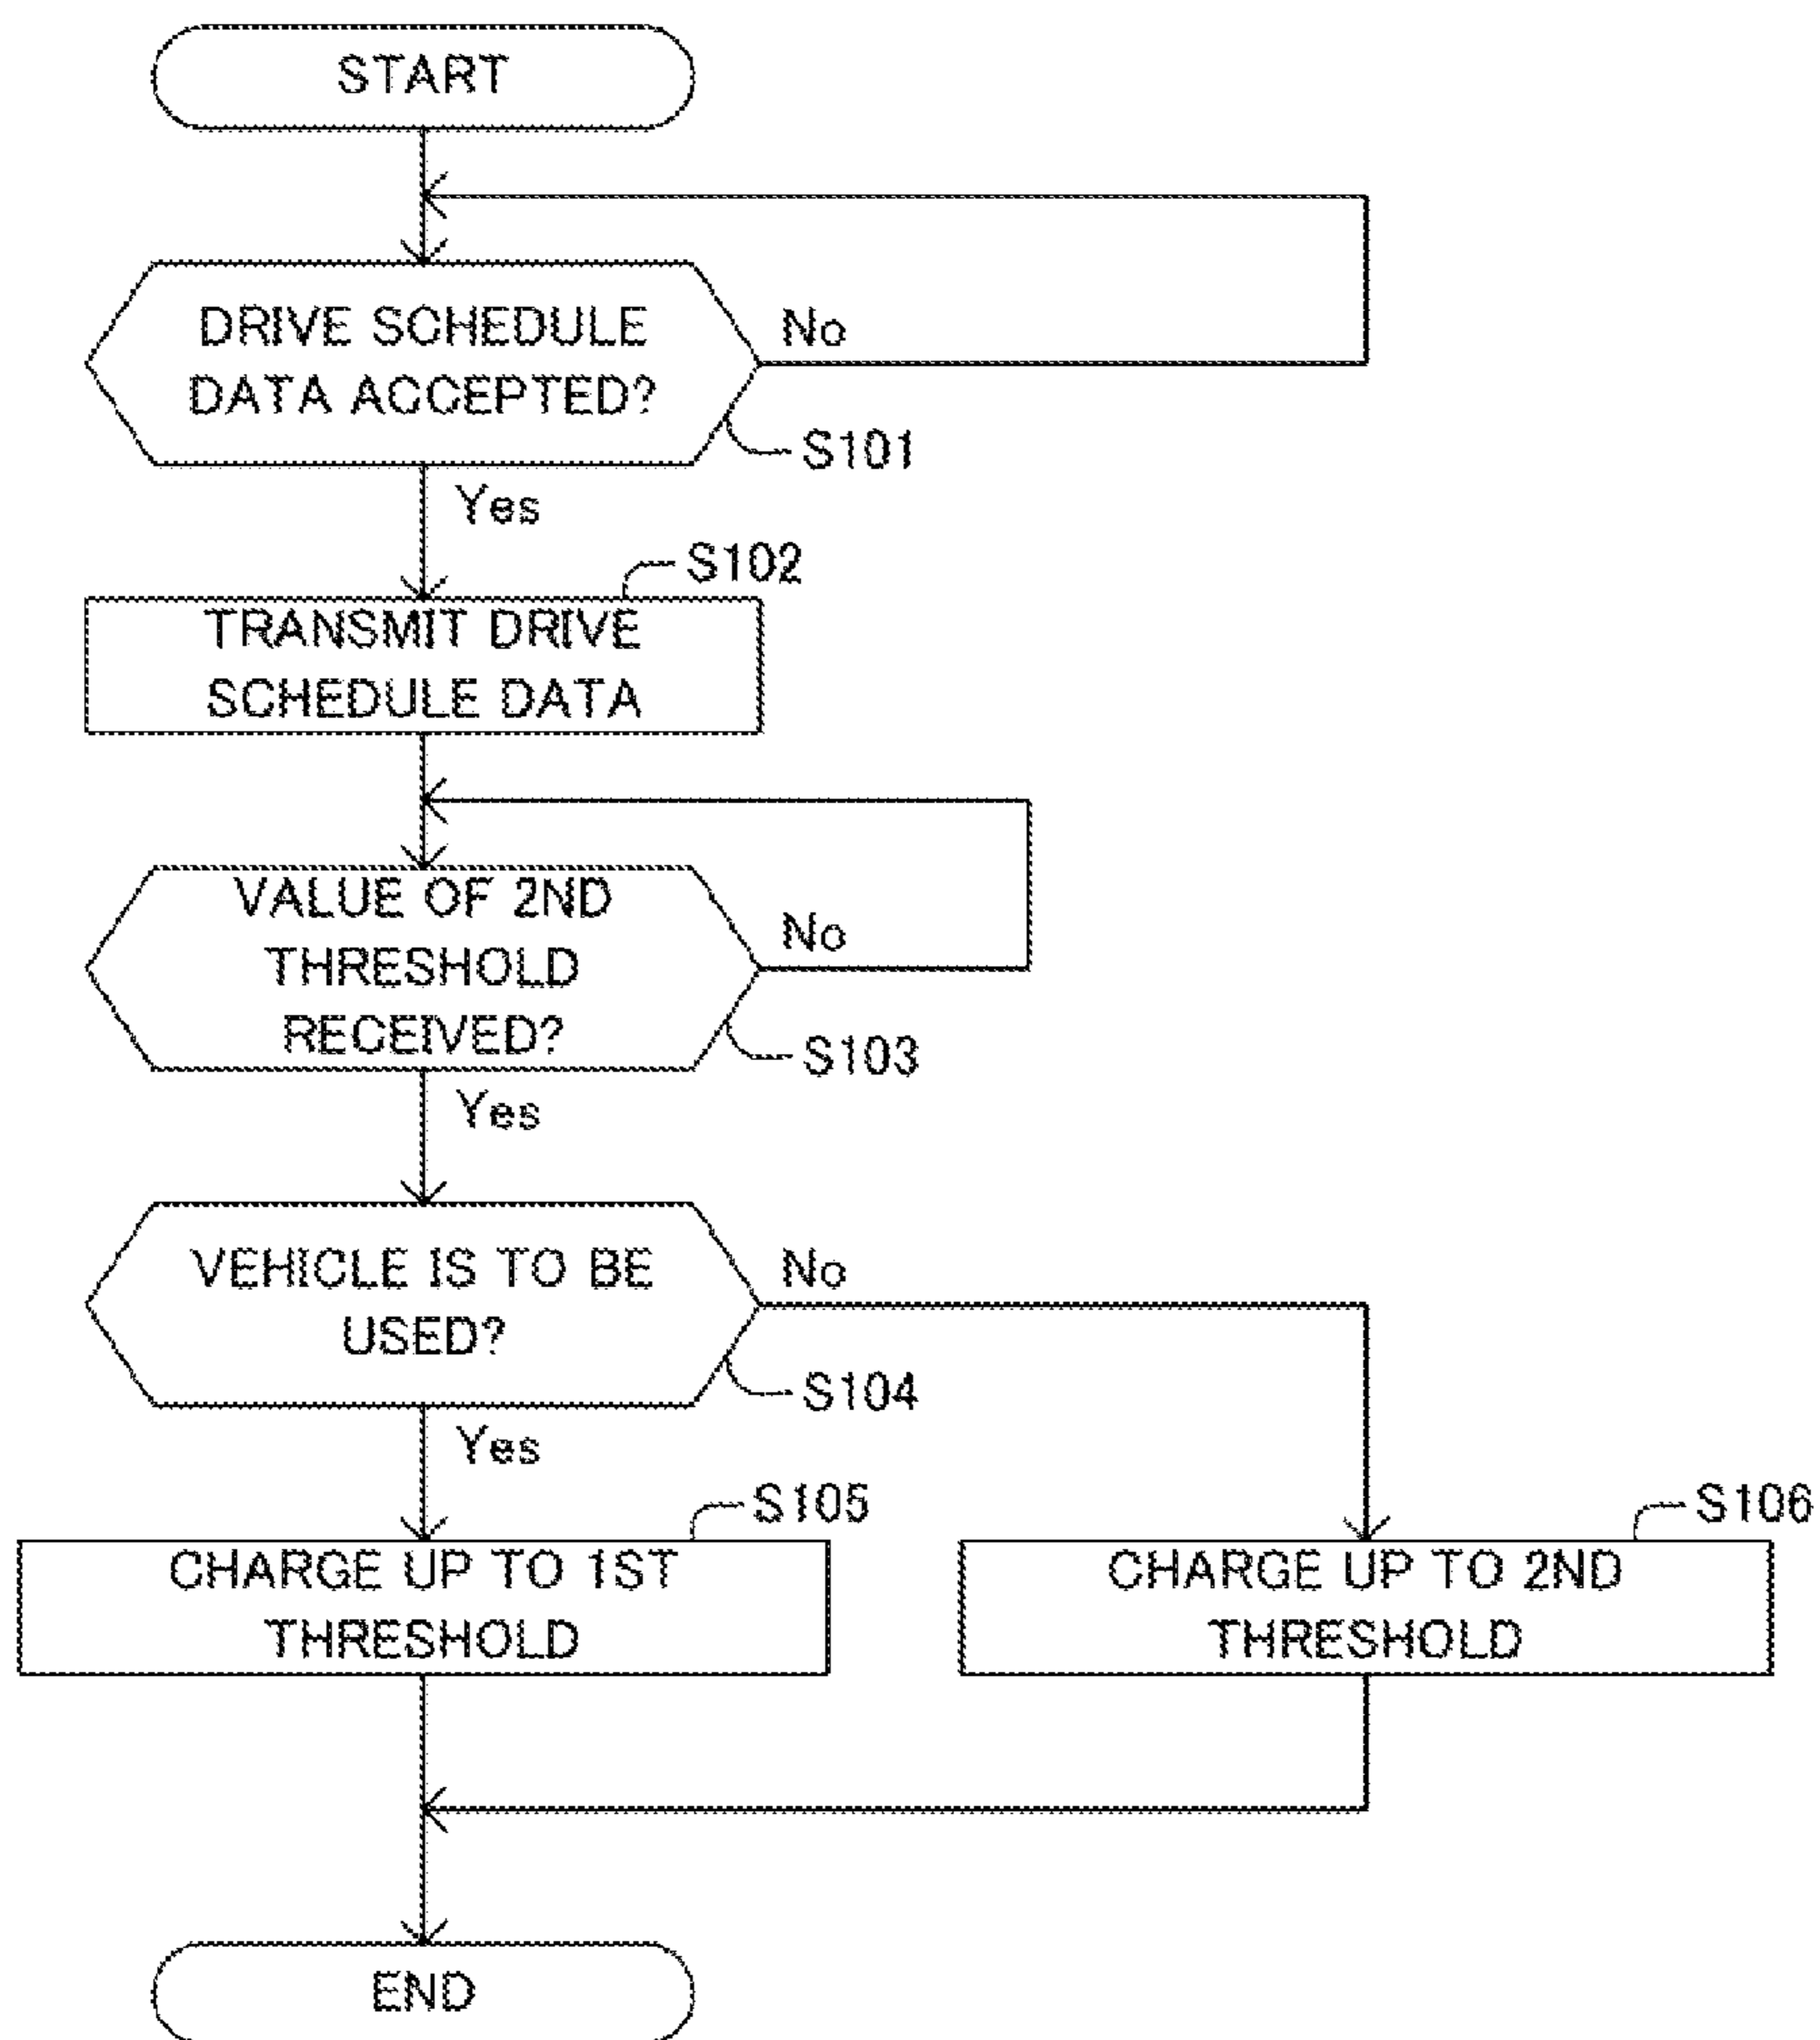 START
DRIVE SCHEDULE
DATA ACCEPTED?
No
S101
Yes
S102
TRANSMIT DRIVE
SCHEDULE DATA
VALUE OF 2ND
THRESHOLD
RECEIVED?
No
S103
Yes
VEHICLE IS TO BE
USED?
No
S104
Yes
S105
CHARGE UP TO 1ST
THRESHOLD
S106
CHARGE UP TO 2ND
THRESHOLD
END